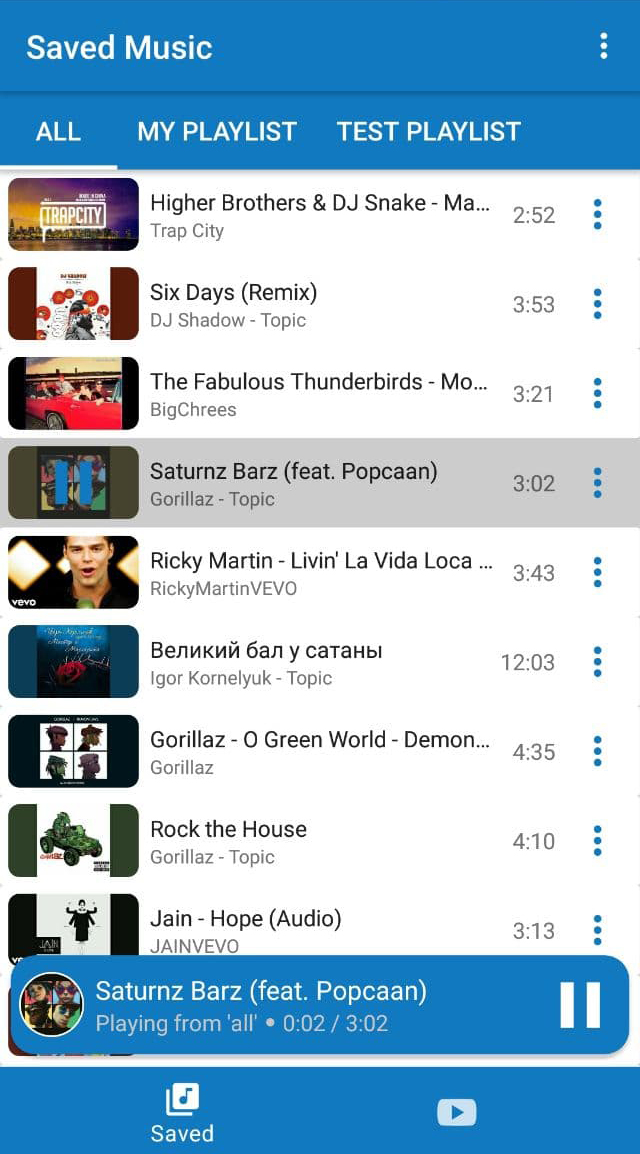 Saved Music
ALL
MY PLAYLIST
TEST PLAYLIST
TRAPCITY
Higher Brothers & DJ Snake - Ma...
2:52
Trap City
DJ SHADOW
Six Days (Remix)
3:53
DJ Shadow - Topic
The Fabulous Thunderbirds - Mo...
3:21
BigChrees
Saturnz Barz (feat. Popcaan)
3:02
Gorillaz - Topic
vevo
Ricky Martin - Livin' La Vida Loca ...
3:43
RickyMartinVEVO
Великий бал у сатаны
12:03
Igor Kornelyuk - Topic
Gorillaz - O Green World - Demon...
4:35
Gorillaz
Rock the House
4:10
Gorillaz - Topic
JAIN
Jain - Hope (Audio)
3:13
JAINVEVO
Saturnz Barz (feat. Popcaan)
Playing from 'all' • 0:02 / 3:02
Saved